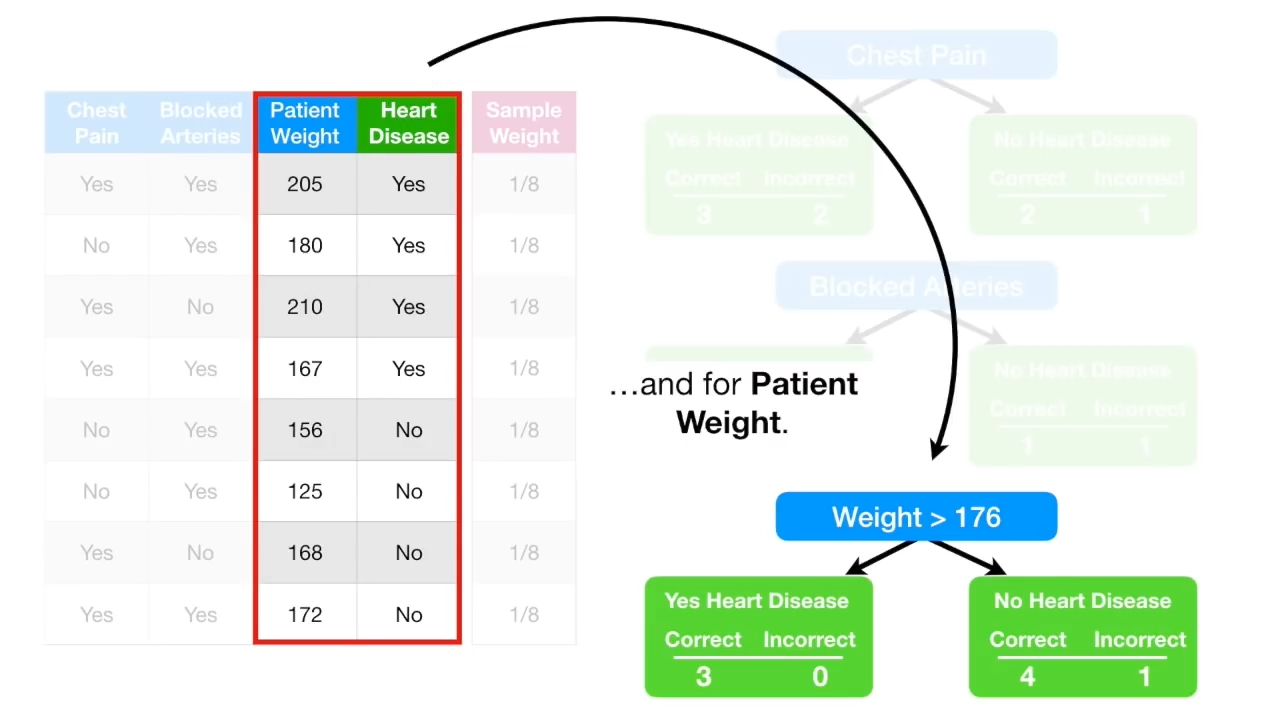 Chest Pain
Blocked Arteries
Patient Weight
Heart Disease
Sample Weight
Yes Yes 205 Yes 1/8
No Yes 180 Yes 1/8
Yes No 210 Yes 1/8
Yes Yes 167 Yes 1/8
No Yes 156 No 1/8
No Yes 125 No 1/8
Yes No 168 No 1/8
Yes Yes 172 No 1/8
Chest Pain
Yes Heart Disease
Correct Incorrect
3 2
No Heart Disease
Correct Incorrect
2 1
Blocked Arteries
No Heart Disease
Correct Incorrect
1 1
…and for Patient
Weight.
Weight > 176
Yes Heart Disease
Correct Incorrect
3 0
No Heart Disease
Correct Incorrect
4 1